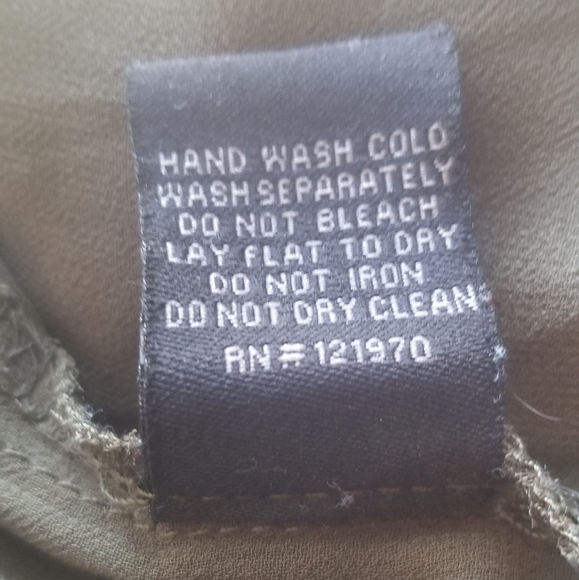 HAND WASH COLD
WASH SEPARATELY
DO NOT BLEACH
LAY FLAT TO DRY
DO NOT IRON
DO NOT DRY CLEAN
RN#121970